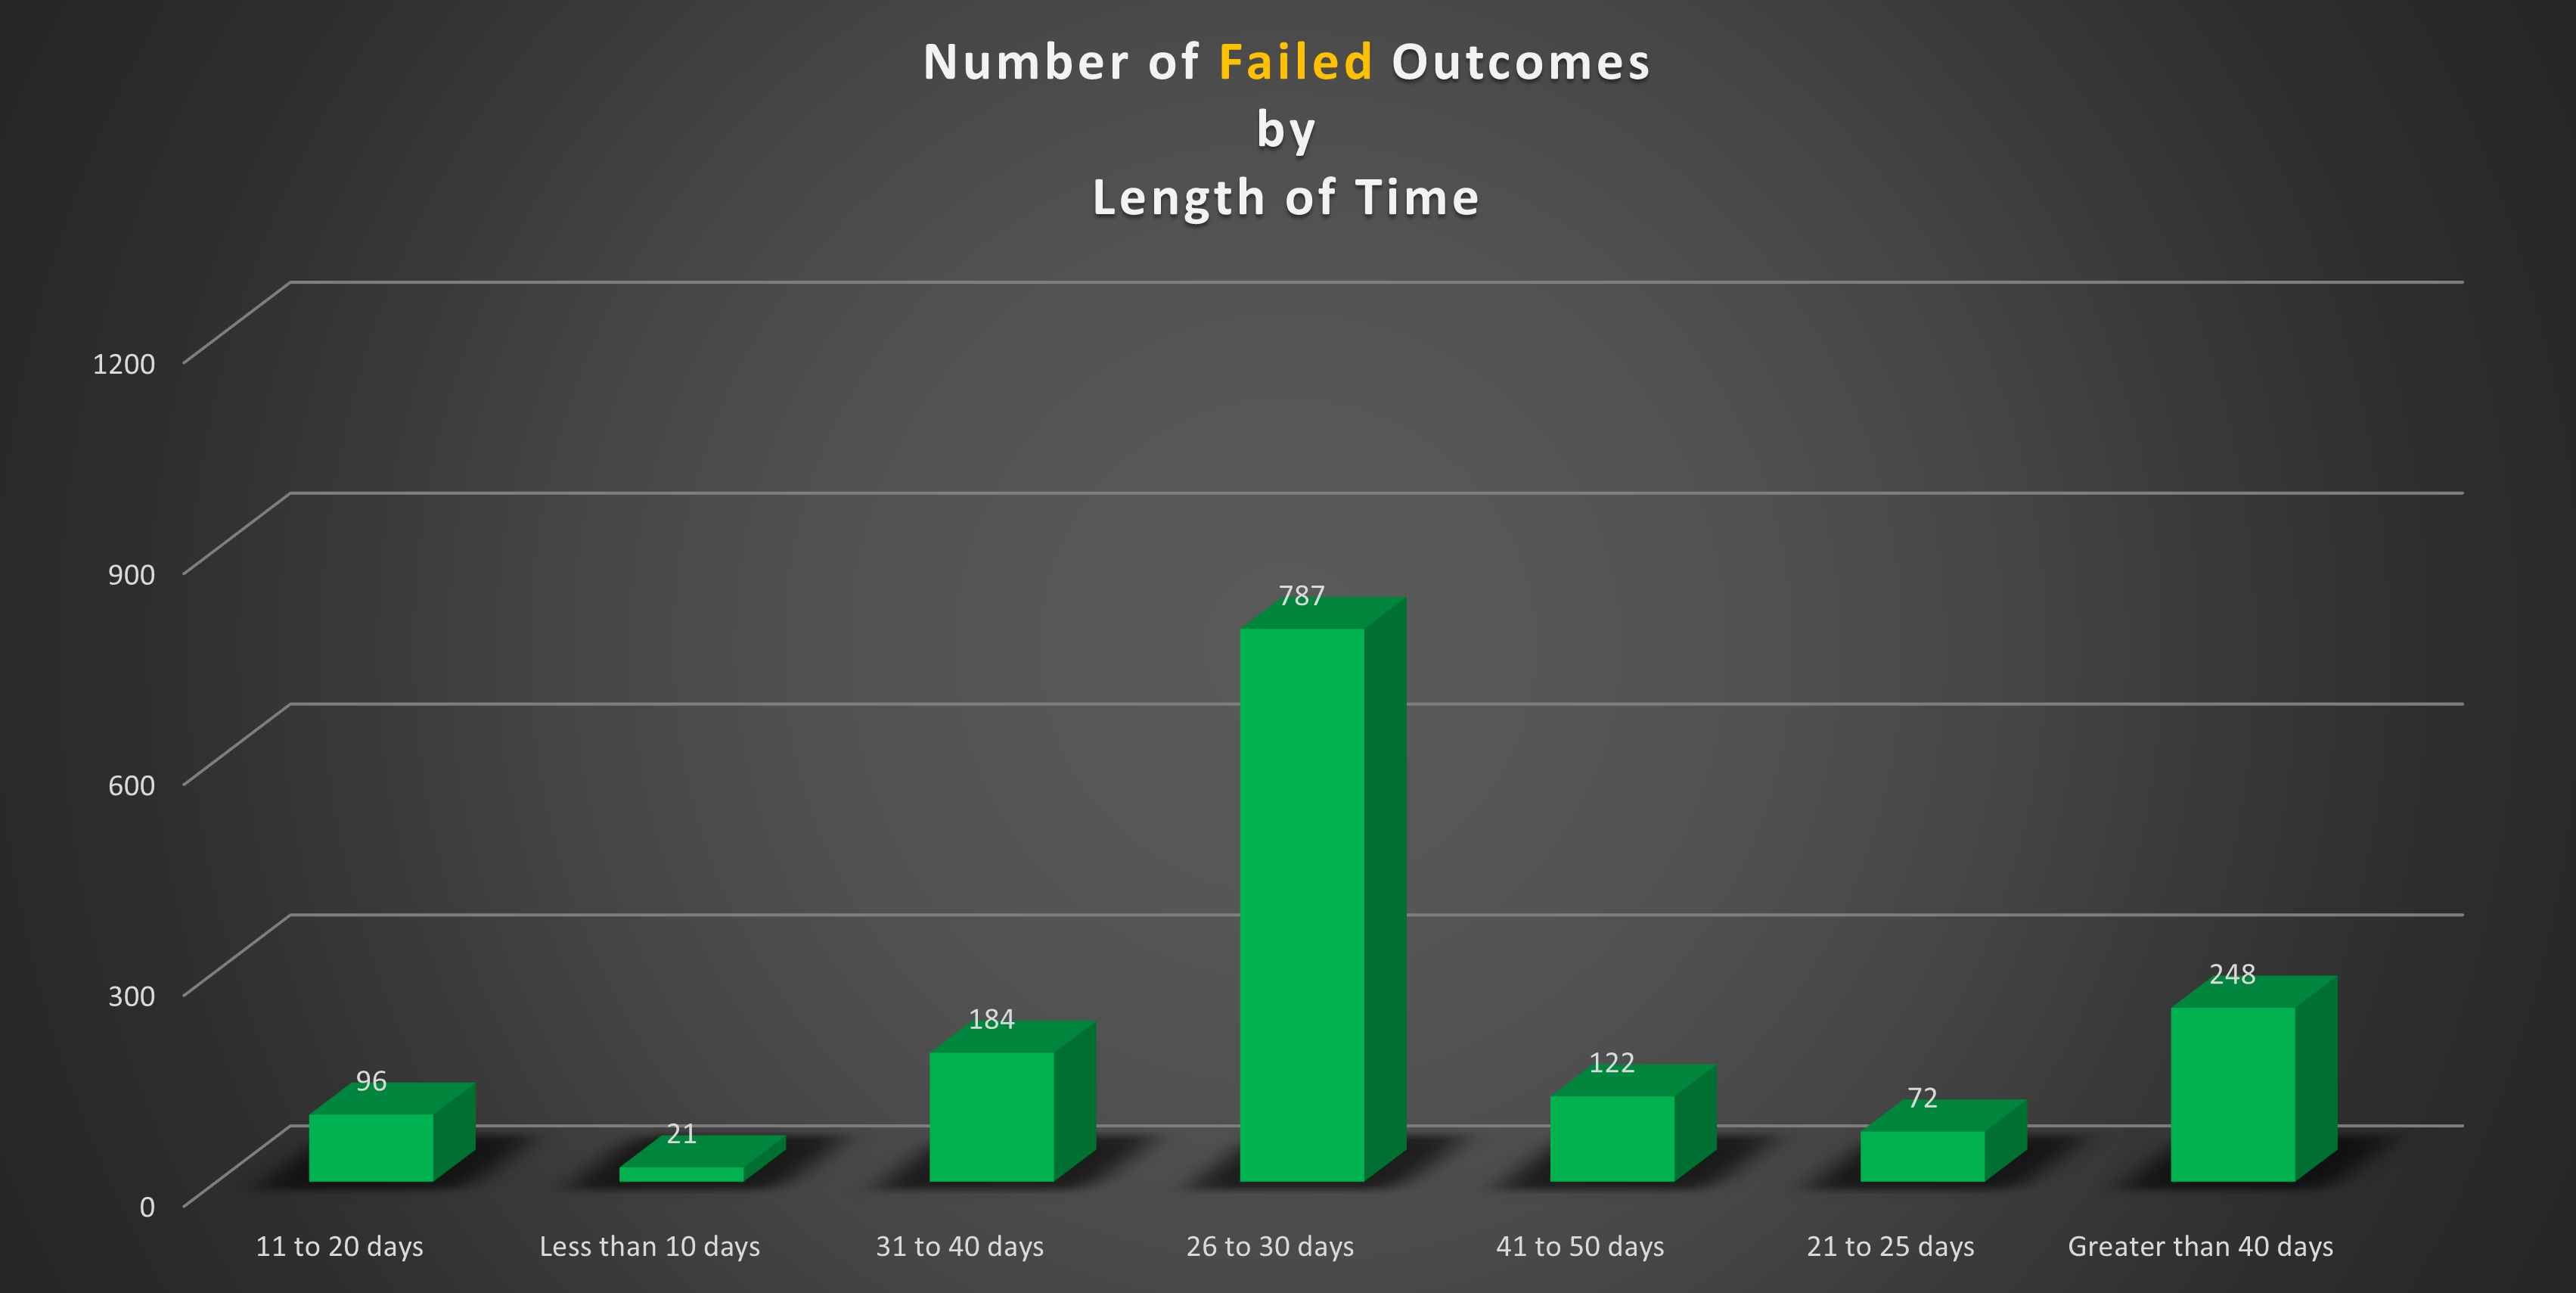 Number of Failed Outcomes
by
Length of Time
1200
900
600
300
0
96
21
184
787
122
72
248
11 to 20 days
Less than 10 days
31 to 40 days
26 to 30 days
41 to 50 days
21 to 25 days
Greater than 40 days